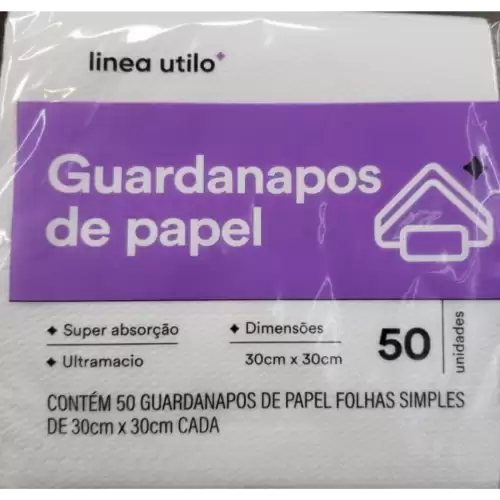 linea utilo
Guardanapos
de papel
Super absorção
Ultramacio
Dimensões
30cm x 30cm
50
unidades
CONTÉM 50 GUARDANAPOS DE PAPEL FOLHAS SIMPLES
DE 30cm x 30cm CADA